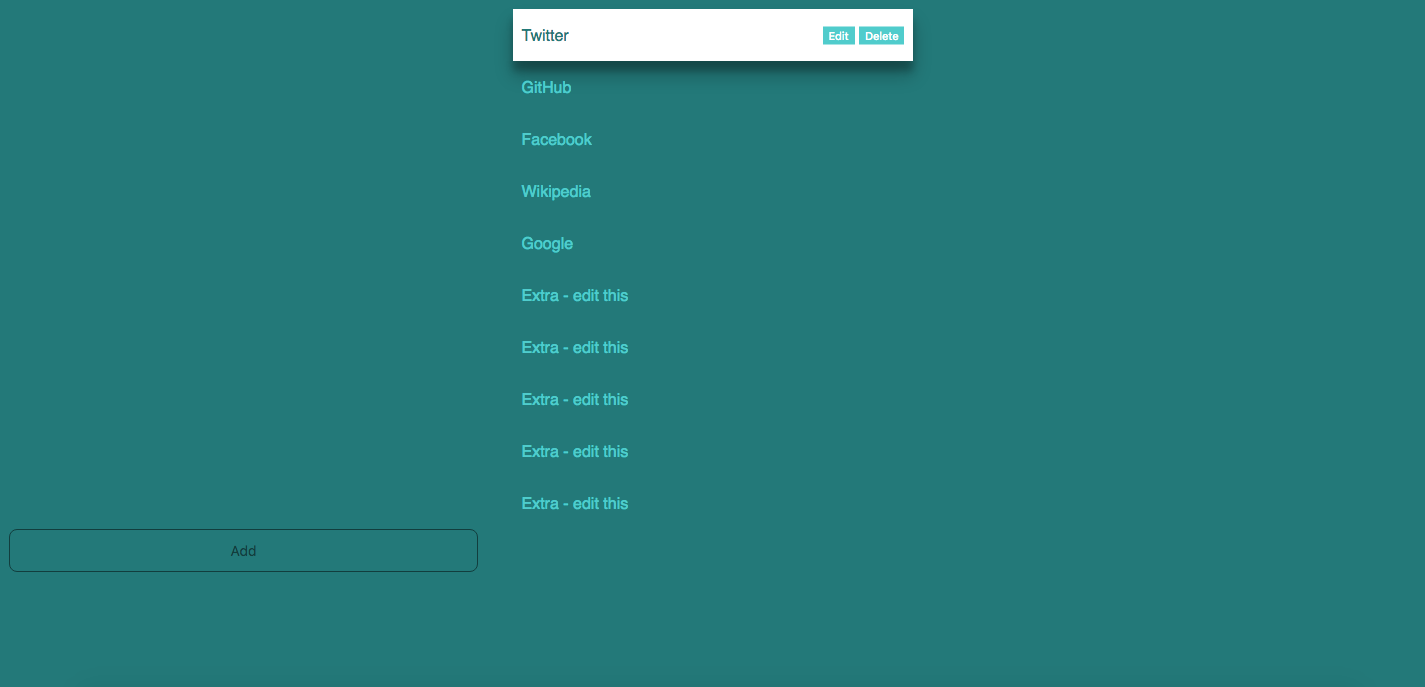 Twitter Edit Delete
GitHub
Facebook
Wikipedia
Google
Extra - edit this
Extra - edit this
Extra - edit this
Extra - edit this
Extra - edit this
Add